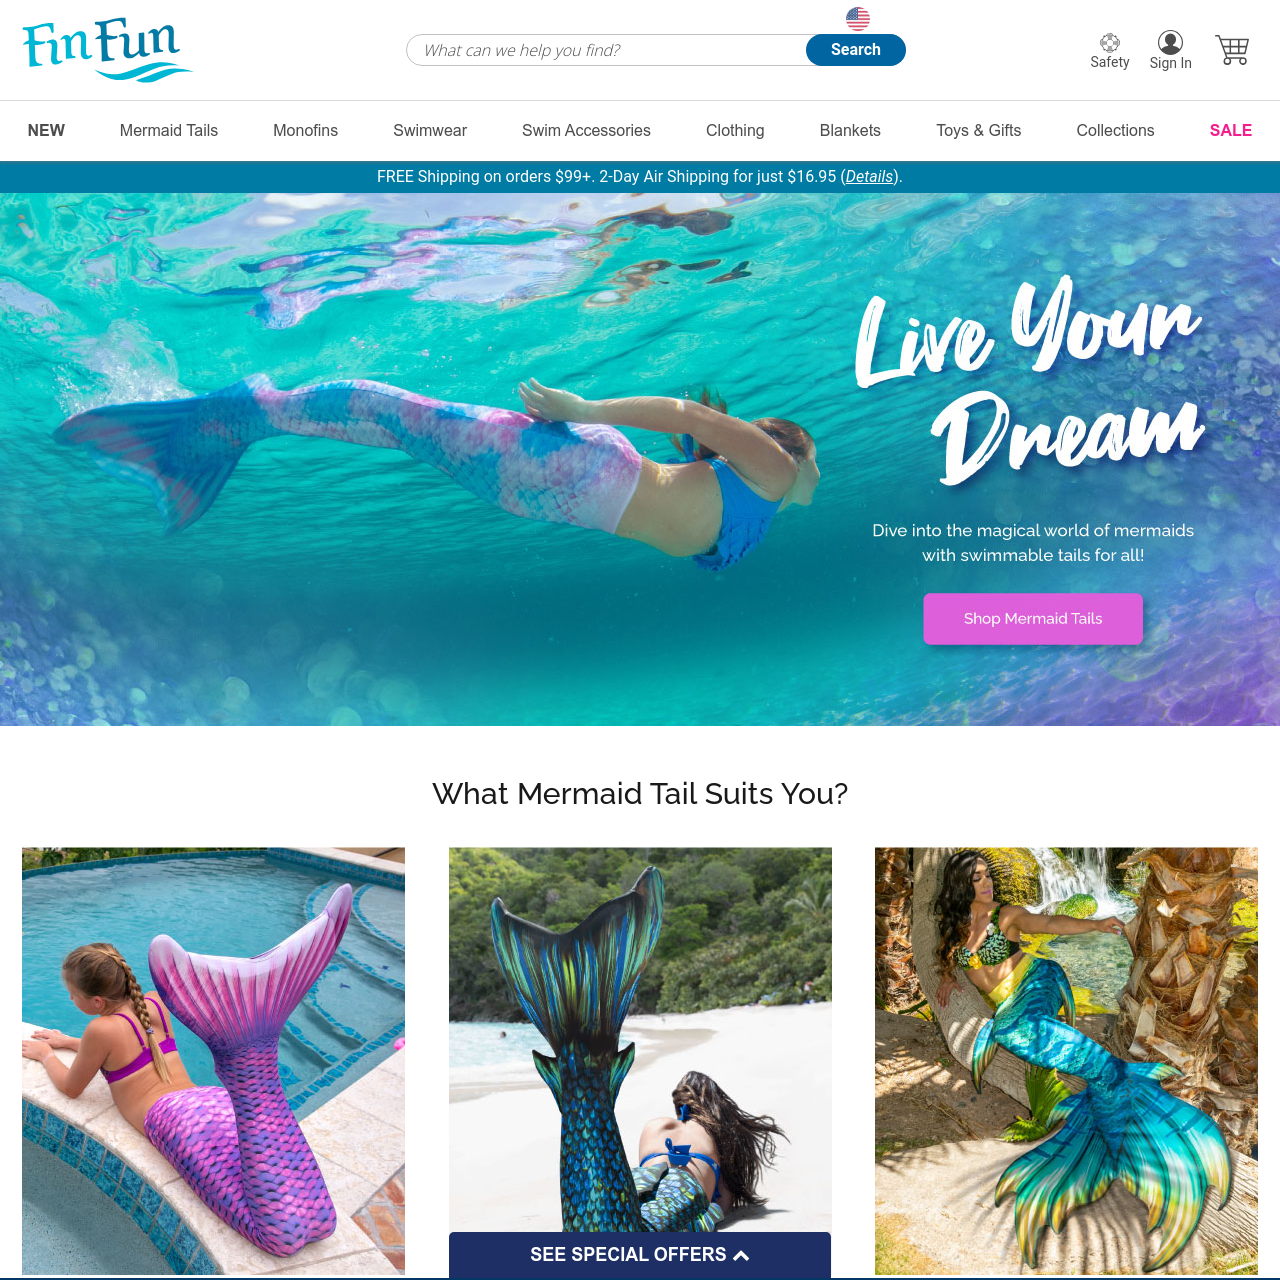 FinFun
What can we help you find?
Search
Safety
Sign In
NEW
Mermaid Tails
Monofins
Swimwear
Swim Accessories
Clothing
Blankets
Toys & Gifts
Collections
SALE
FREE Shipping on orders $99+. 2-Day Air Shipping for just $16.95 (Details).
Live Your
Dream
Dive into the magical world of mermaids
with swimmable tails for all!
Shop Mermaid Tails
What Mermaid Tail Suits You?
SEE SPECIAL OFFERS